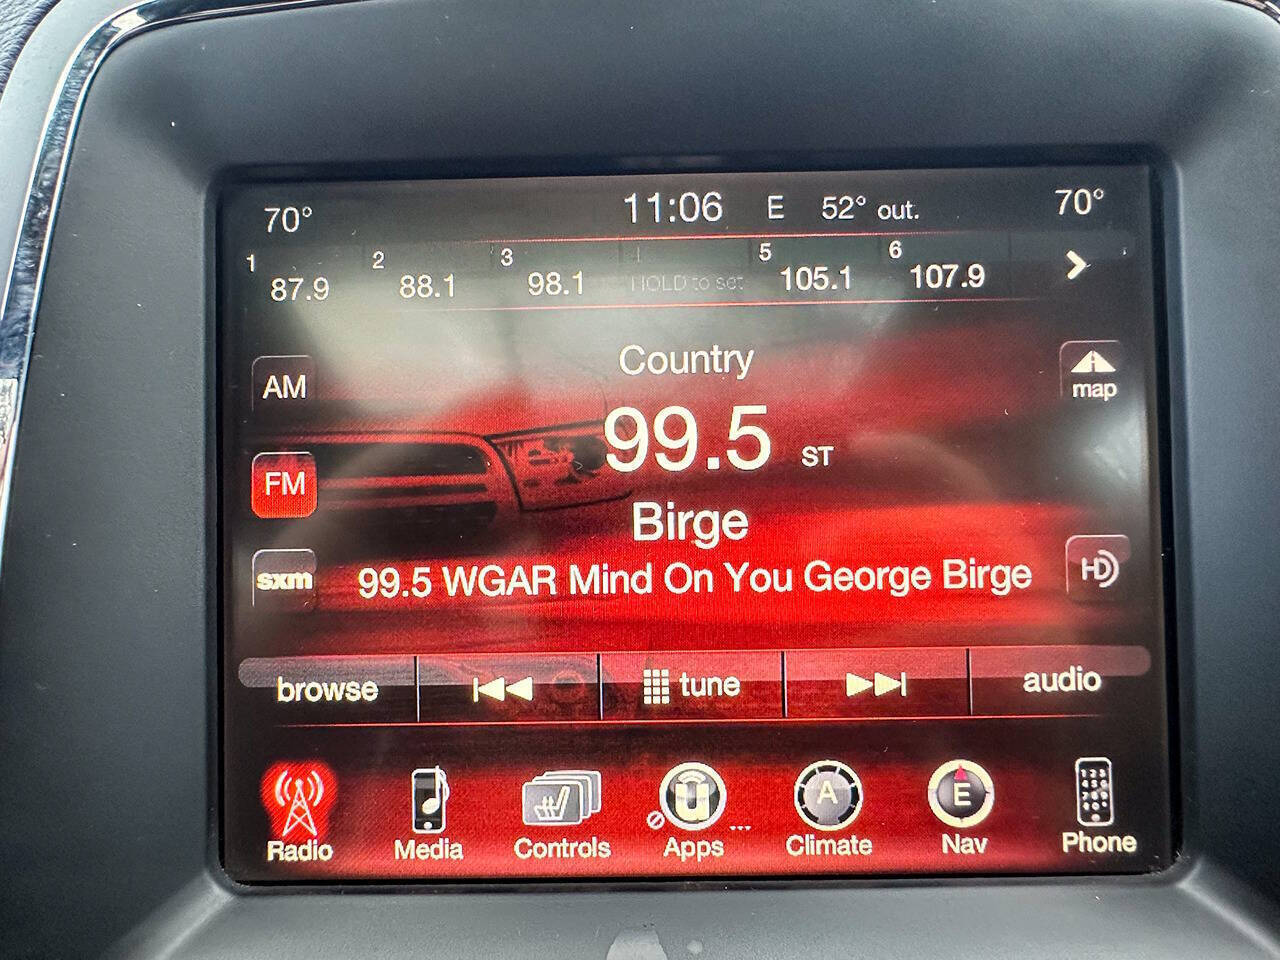 70° 11:06 E 52° out. 70°
1 87.9 2 88.1 3 98.1 4 HOLD to set 5 105.1 6 107.9
Country
AM
map
99.5 ST
FM
Birge
sxm
HD
99.5 WGAR Mind On You George Birge
browse tune audio
A
E
Radio Media Controls Apps ... Climate Nav Phone